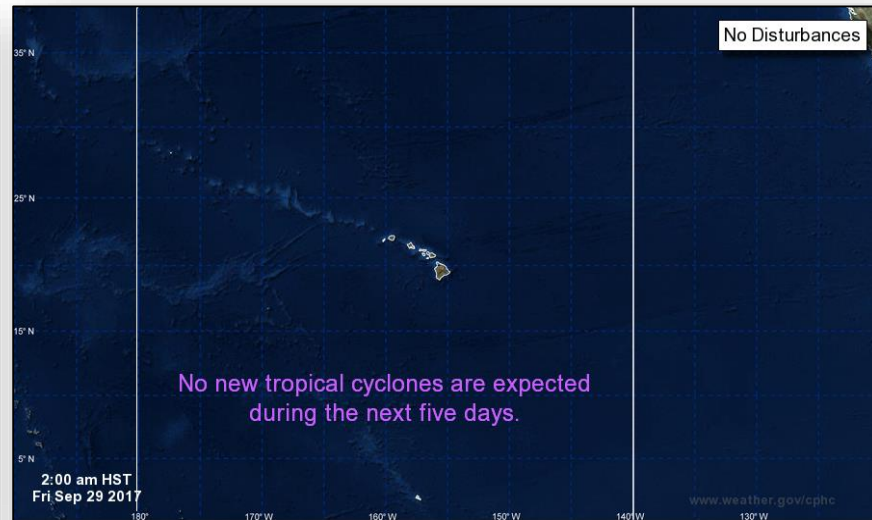 No Disturbances
35° N
25° N
15° N
No new tropical cyclones are expected
during the next five days.
5° N
2:00 am HST
Fri Sep 29 2017
www.weather.gov/cphc
180°
170° W
160° W
150° W
140° W
130° W